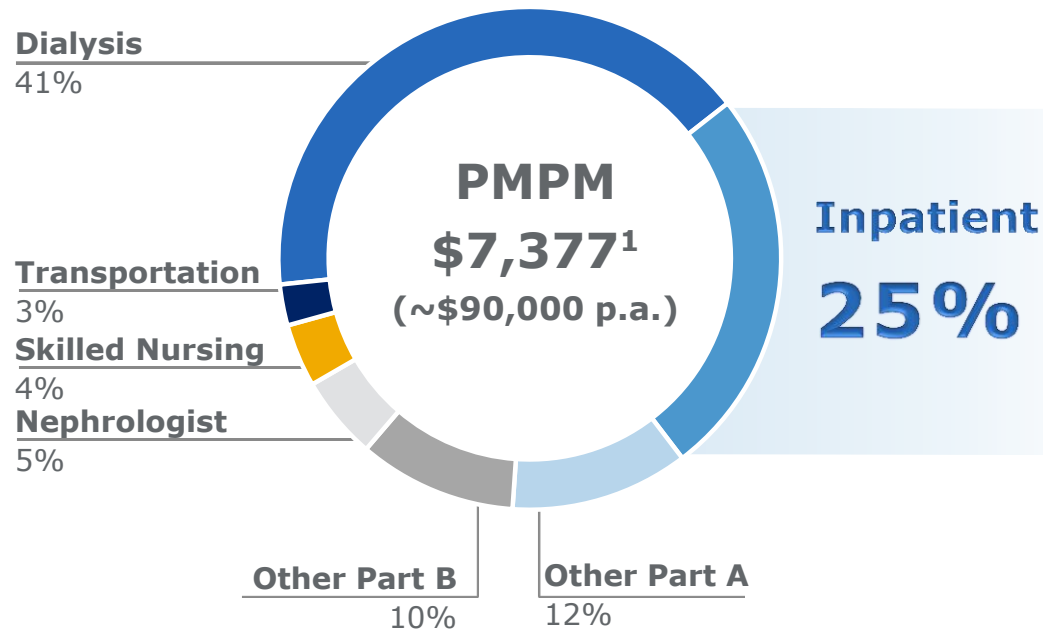 Dialysis
41%
PMPM
$7,377¹
(~$90,000 p.a.)
Inpatient
25%
Transportation
3%
Skilled Nursing
4%
Nephrologist
5%
Other Part B
10%
Other Part A
12%